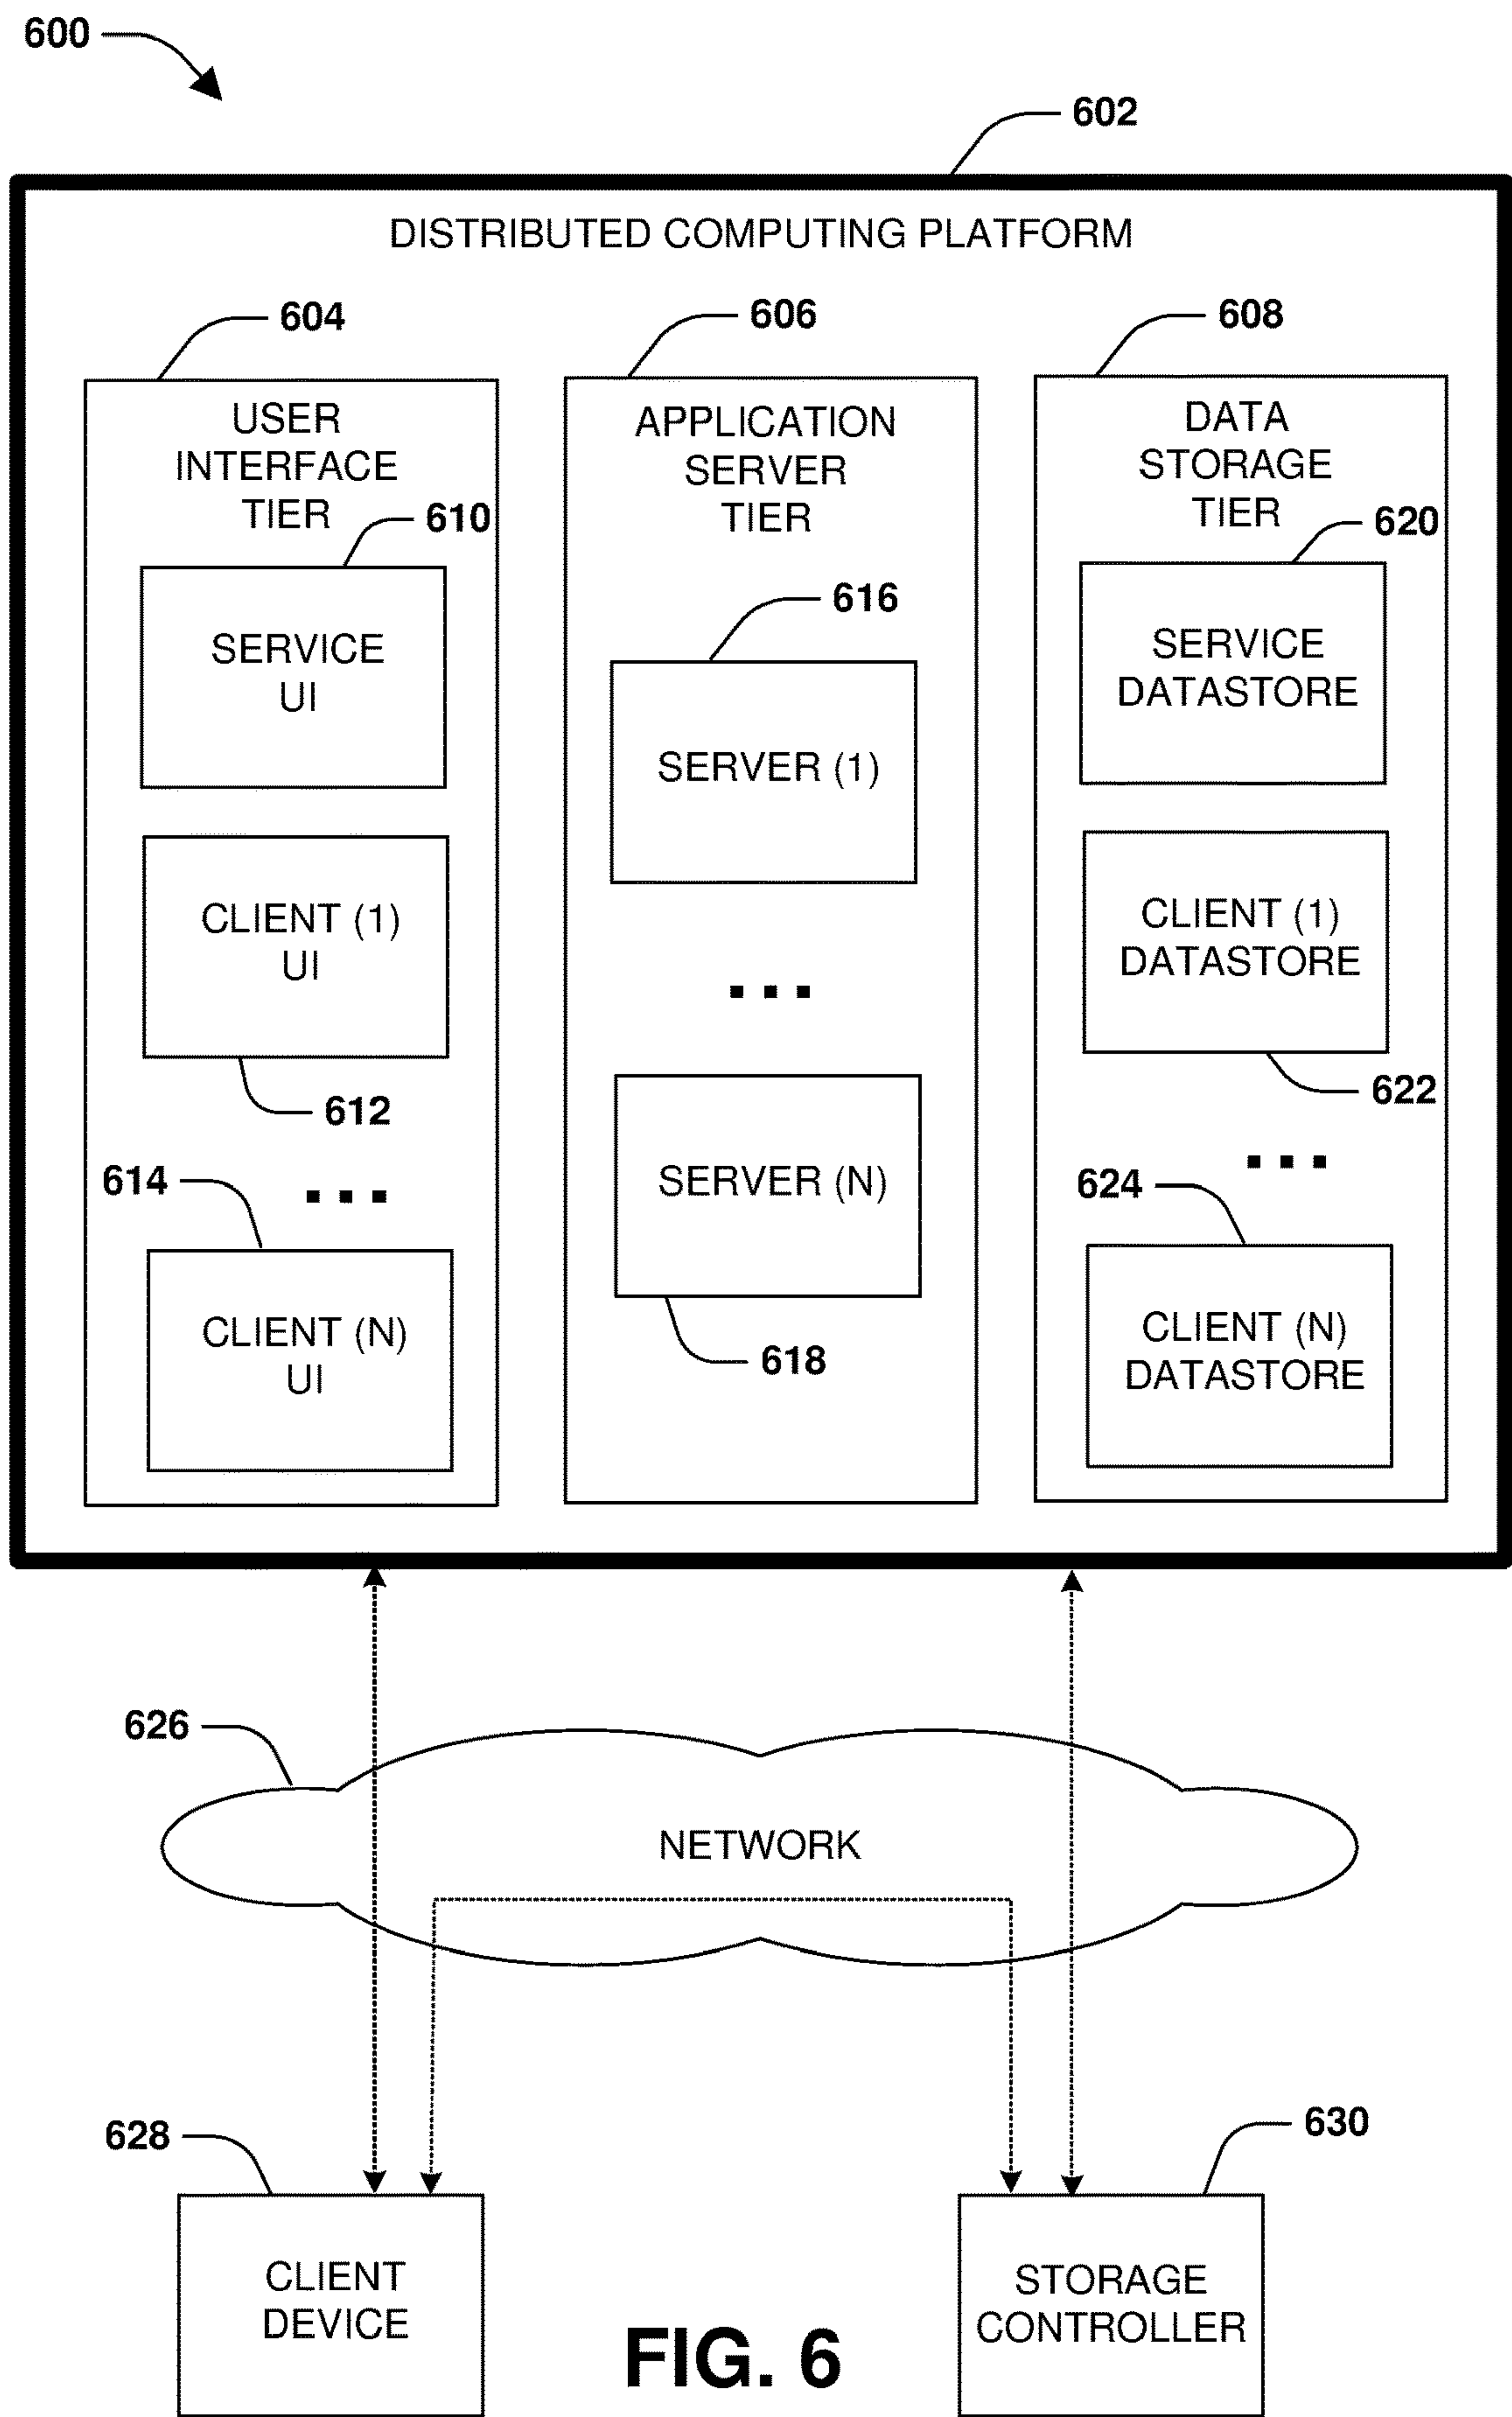 600
602
DISTRIBUTED COMPUTING PLATFORM
604
606
608
USER
INTERFACE
TIER
610
SERVICE
UI
CLIENT (1)
UI
612
614
...
CLIENT (N)
UI
APPLICATION
SERVER
TIER
616
SERVER (1)
...
SERVER (N)
618
DATA
STORAGE
TIER
620
SERVICE
DATASTORE
CLIENT (1)
DATASTORE
622
...
624
CLIENT (N)
DATASTORE
626
NETWORK
628
630
CLIENT
DEVICE
STORAGE
CONTROLLER
FIG. 6